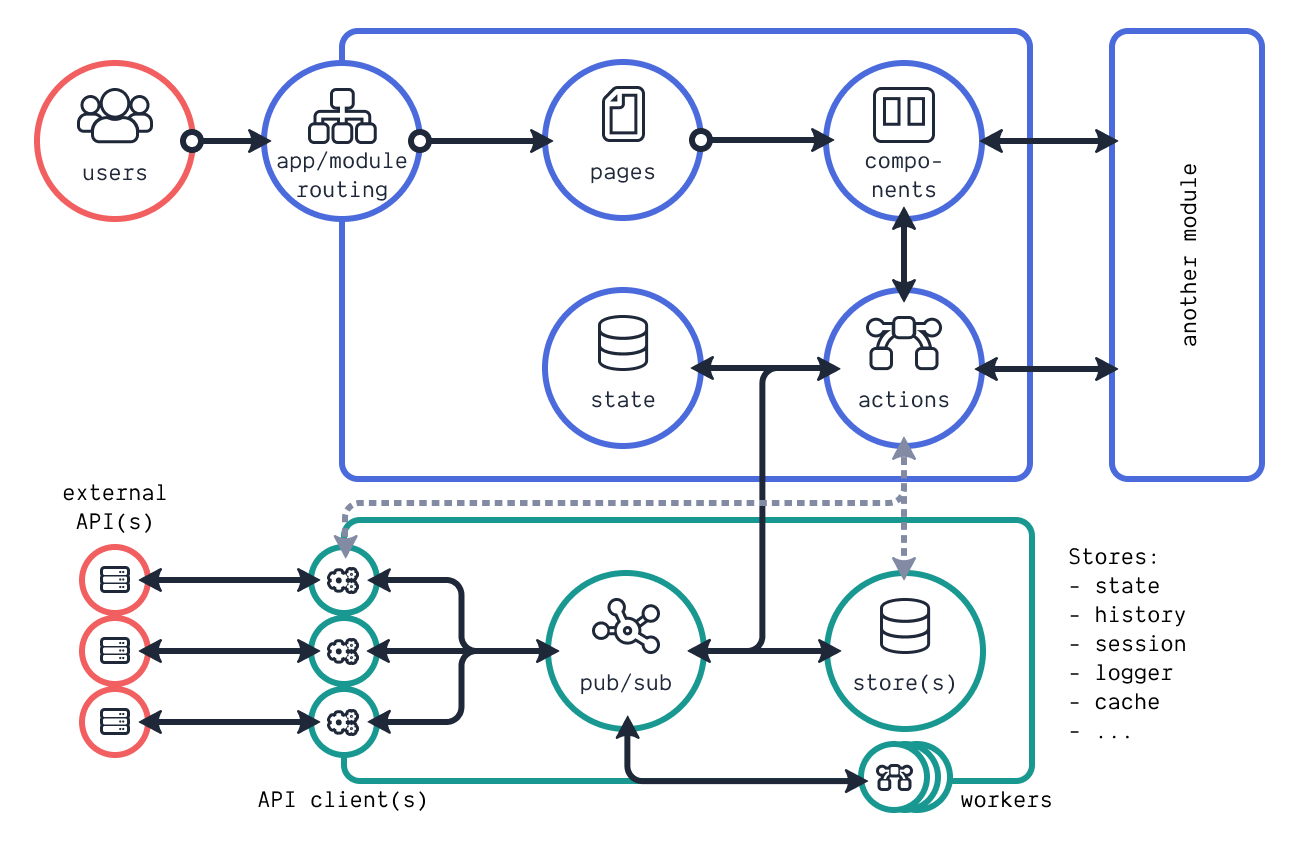 users
app/module
routing
pages
compo-
nents
another module
state
actions
external
API(s)
Stores:
- state
- history
- session
- logger
- cache
- ...
pub/sub
store(s)
API client(s)
workers